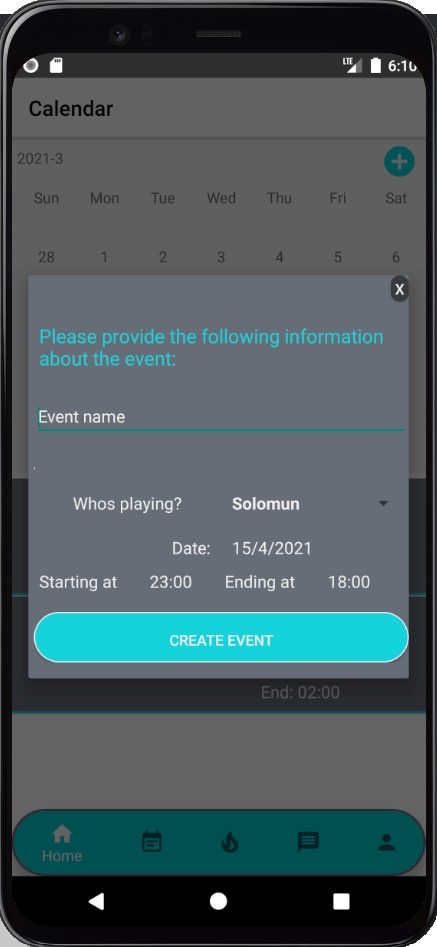 LTE 6:10
Calendar
2021-3
Sun Mon Tue Wed Thu Fri Sat
28 1 2 3 4 5 6
X
Please provide the following information
about the event:
Event name
Whos playing? Solomun
Date: 15/4/2021
Starting at 23:00 Ending at 18:00
CREATE EVENT
End: 02:00
Home